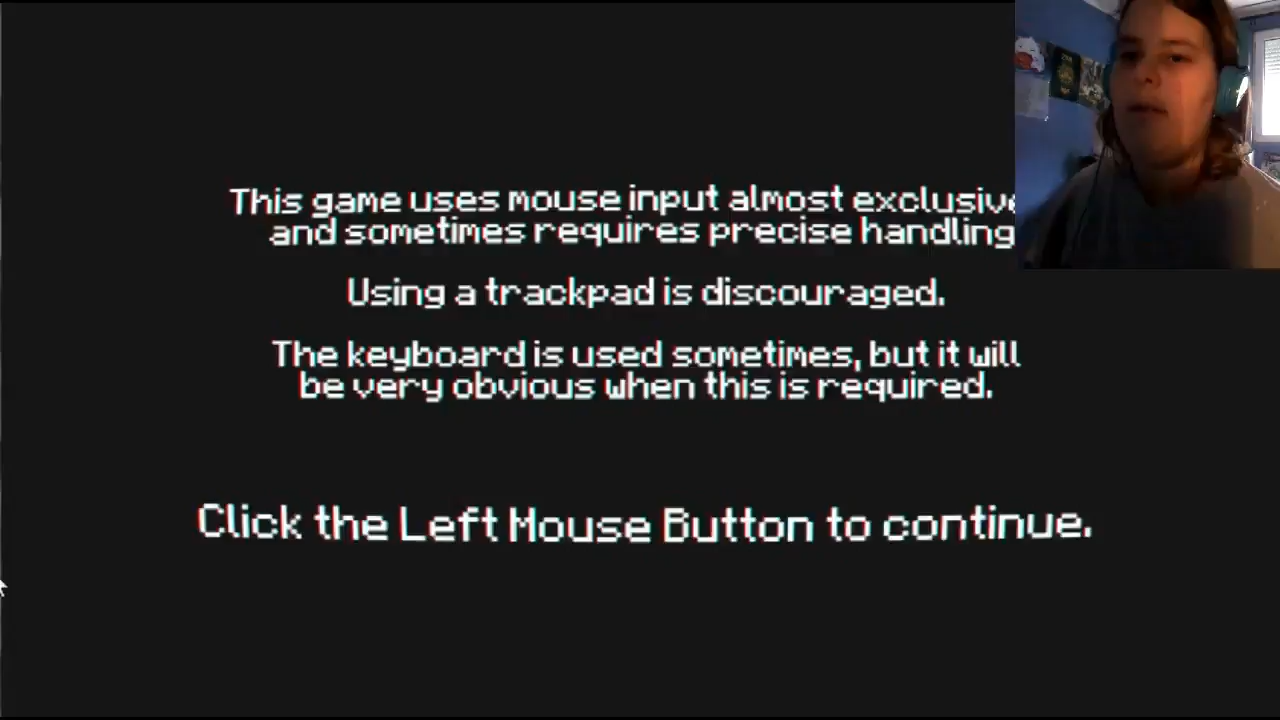 This game uses mouse input almost exclusive
and sometimes requires precise handling
Using a trackpad is discouraged.
The keyboard is used sometimes, but it will
be very obvious when this is required.
Click the Left Mouse Button to continue.